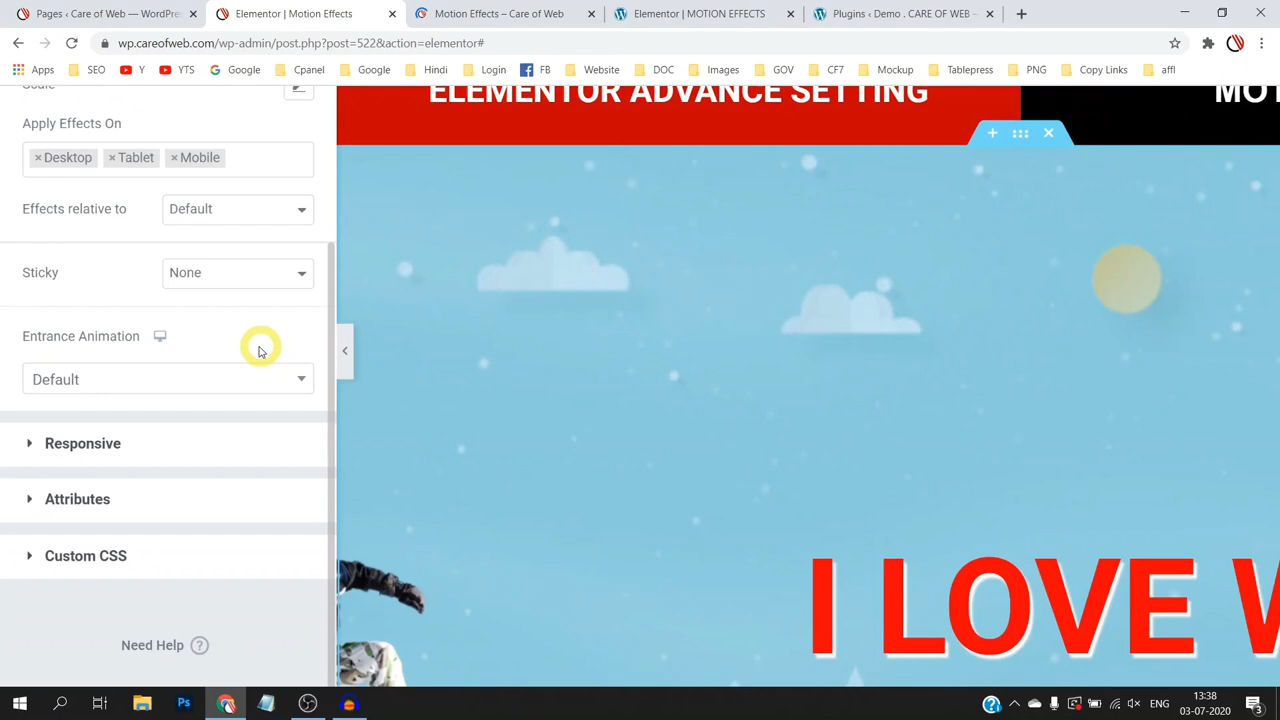 Pages ‹ Care of Web — WordPres
Elementor | Motion Effects
Motion Effects – Care of Web
Elementor | MOTION EFFECTS
Plugins ‹ Demo . CARE OF WEB —
wp.careofweb.com/wp-admin/post.php?post=522&action=elementor#
Apps SEO Y YTS Google Cpanel Google Hindi Login FB Website DOC Images GOV CF7 Mockup Tablepress PNG Copy Links affl
Scale
Apply Effects On
× Desktop × Tablet × Mobile
Effects relative to Default
Sticky None
Entrance Animation
Default
Responsive
Attributes
Custom CSS
Need Help ?
ELEMENTOR ADVANCE SETTING
MOT
I LOVE W
ENG
13:38
03-07-2020
3